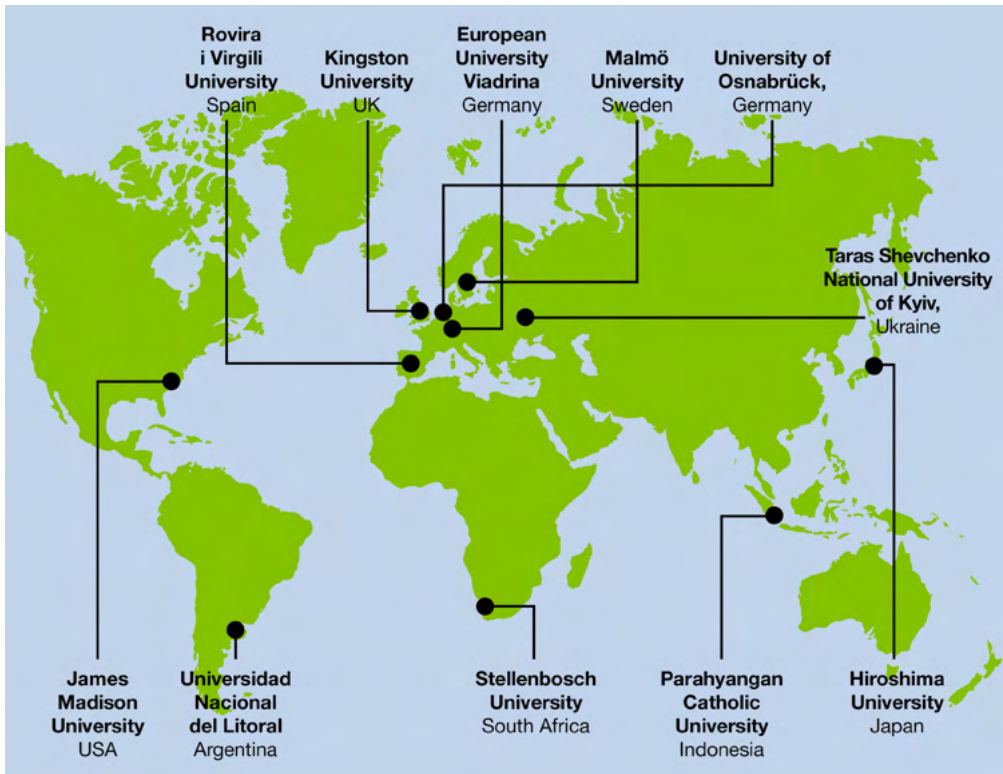 Rovira
i Virgili
University
Spain
Kingston
University
UK
European
University
Viadrina
Germany
Malmö
University
Sweden
University of
Osnabrück,
Germany
Taras Shevchenko
National University
of Kyiv,
Ukraine
James
Madison
University
USA
Universidad
Nacional
del Litoral
Argentina
Stellenbosch
University
South Africa
Parahyangan
Catholic
University
Indonesia
Hiroshima
University
Japan